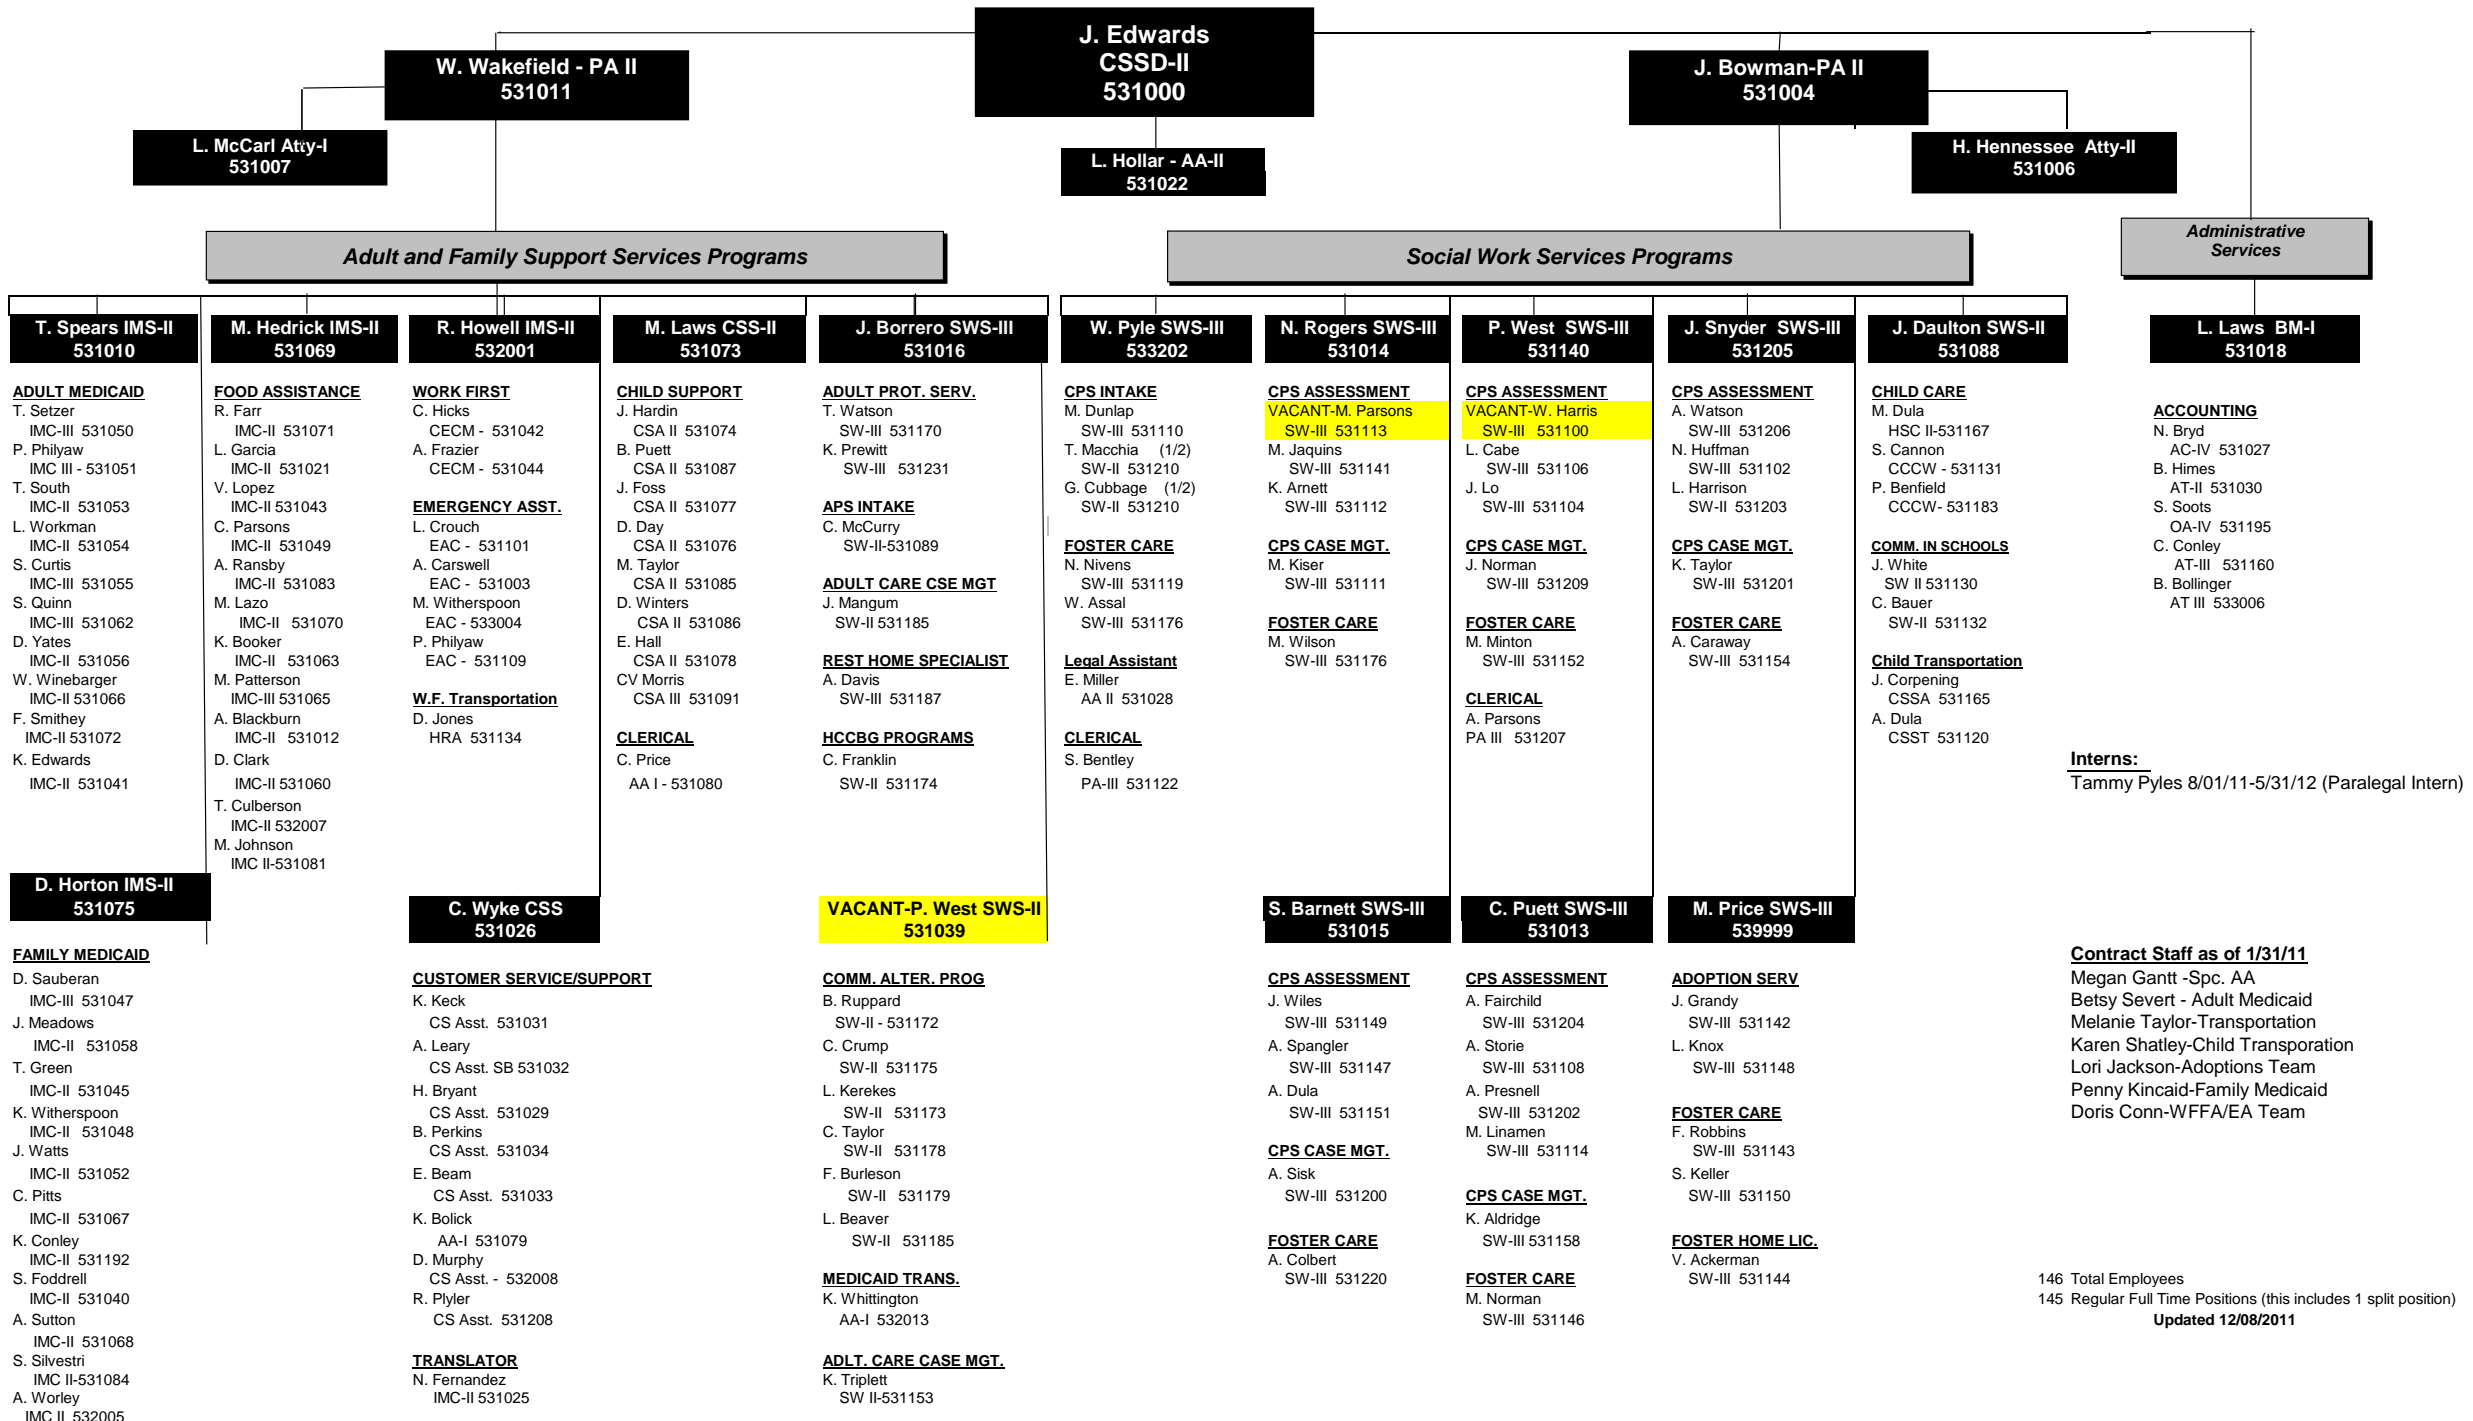 J. Edwards
CSSD-II
531000
W. Wakefield - PA II
531011
J. Bowman-PA II
531004
L. McCarl Atty-I
531007
L. Hollar - AA-II
531022
H. Hennessee Atty-II
531006
Adult and Family Support Services Programs
Social Work Services Programs
Administrative
Services
T. Spears IMS-II
531010
ADULT MEDICAID
T. Setzer
IMC-III 531050
P. Philyaw
IMC III - 531051
T. South
IMC-II 531053
L. Workman
IMC-II 531054
S. Curtis
IMC-III 531055
S. Quinn
IMC-III 531062
D. Yates
IMC-II 531056
W. Winebarger
IMC-II 531066
F. Smithey
IMC-II 531072
K. Edwards
IMC-II 531041
D. Horton IMS-II
531075
FAMILY MEDICAID
D. Sauberan
IMC-III 531047
J. Meadows
IMC-II 531058
T. Green
IMC-II 531045
K. Witherspoon
IMC-II 531048
J. Watts
IMC-II 531052
C. Pitts
IMC-II 531067
K. Conley
IMC-II 531192
S. Foddrell
IMC-II 531040
A. Sutton
IMC-II 531068
S. Silvestri
IMC II-531084
A. Worley
IMC II 532005
M. Hedrick IMS-II
531069
FOOD ASSISTANCE
R. Farr
IMC-II 531071
L. Garcia
IMC-II 531021
V. Lopez
IMC-II 531043
C. Parsons
IMC-II 531049
A. Ransby
IMC-II 531083
M. Lazo
IMC-II 531070
K. Booker
IMC-II 531063
M. Patterson
IMC-III 531065
A. Blackburn
IMC-II 531012
D. Clark
IMC-II 531060
T. Culberson
IMC-II 532007
M. Johnson
IMC II-531081
R. Howell IMS-II
532001
WORK FIRST
C. Hicks
CECM - 531042
A. Frazier
CECM - 531044
EMERGENCY ASST.
L. Crouch
EAC - 531101
A. Carswell
EAC - 531003
M. Witherspoon
EAC - 533004
P. Philyaw
EAC - 531109
W.F. Transportation
D. Jones
HRA 531134
C. Wyke CSS
531026
CUSTOMER SERVICE/SUPPORT
K. Keck
CS Asst. 531031
A. Leary
CS Asst. SB 531032
H. Bryant
CS Asst. 531029
B. Perkins
CS Asst. 531034
E. Beam
CS Asst. 531033
K. Bolick
AA-I 531079
D. Murphy
CS Asst. - 532008
R. Plyler
CS Asst. 531208
TRANSLATOR
N. Fernandez
IMC-II 531025
M. Laws CSS-II
531073
CHILD SUPPORT
J. Hardin
CSA II 531074
B. Puett
CSA II 531087
J. Foss
CSA II 531077
D. Day
CSA II 531076
M. Taylor
CSA II 531085
D. Winters
CSA II 531086
E. Hall
CSA II 531078
CV Morris
CSA III 531091
CLERICAL
C. Price
AA I - 531080
J. Borrero SWS-III
531016
ADULT PROT. SERV.
T. Watson
SW-III 531170
K. Prewitt
SW-III 531231
APS INTAKE
C. McCurry
SW-II-531089
ADULT CARE CSE MGT
J. Mangum
SW-II 531185
REST HOME SPECIALIST
A. Davis
SW-III 531187
HCCBG PROGRAMS
C. Franklin
SW-II 531174
VACANT-P. West SWS-II
531039
COMM. ALTER. PROG
B. Ruppard
SW-II - 531172
C. Crump
SW-II 531175
L. Kerekes
SW-II 531173
C. Taylor
SW-II 531178
F. Burleson
SW-II 531179
L. Beaver
SW-II 531185
MEDICAID TRANS.
K. Whittington
AA-I 532013
ADLT. CARE CASE MGT.
K. Triplett
SW II-531153
W. Pyle SWS-III
533202
CPS INTAKE
M. Dunlap
SW-III 531110
T. Macchia (1/2)
SW-II 531210
G. Cubbage (1/2)
SW-II 531210
FOSTER CARE
N. Nivens
SW-III 531119
W. Assal
SW-III 531176
Legal Assistant
E. Miller
AA II 531028
CLERICAL
S. Bentley
PA-III 531122
N. Rogers SWS-III
531014
CPS ASSESSMENT
VACANT-M. Parsons
SW-III 531113
M. Jaquins
SW-III 531141
K. Arnett
SW-III 531112
CPS CASE MGT.
M. Kiser
SW-III 531111
FOSTER CARE
M. Wilson
SW-III 531176
S. Barnett SWS-III
531015
CPS ASSESSMENT
J. Wiles
SW-III 531149
A. Spangler
SW-III 531147
A. Dula
SW-III 531151
CPS CASE MGT.
A. Sisk
SW-III 531200
FOSTER CARE
A. Colbert
SW-III 531220
P. West SWS-III
531140
CPS ASSESSMENT
VACANT-W. Harris
SW-III 531100
L. Cabe
SW-III 531106
J. Lo
SW-III 531104
CPS CASE MGT.
J. Norman
SW-III 531209
FOSTER CARE
M. Minton
SW-III 531152
CLERICAL
A. Parsons
PA III 531207
C. Puett SWS-III
531013
CPS ASSESSMENT
A. Fairchild
SW-III 531204
A. Storie
SW-III 531108
A. Presnell
SW-III 531202
M. Linamen
SW-III 531114
CPS CASE MGT.
K. Aldridge
SW-III 531158
FOSTER CARE
M. Norman
SW-III 531146
J. Snyder SWS-III
531205
CPS ASSESSMENT
A. Watson
SW-III 531206
N. Huffman
SW-III 531102
L. Harrison
SW-II 531203
CPS CASE MGT.
K. Taylor
SW-III 531201
FOSTER CARE
A. Caraway
SW-III 531154
M. Price SWS-III
539999
ADOPTION SERV
J. Grandy
SW-III 531142
L. Knox
SW-III 531148
FOSTER CARE
F. Robbins
SW-III 531143
S. Keller
SW-III 531150
FOSTER HOME LIC.
V. Ackerman
SW-III 531144
J. Daulton SWS-II
531088
CHILD CARE
M. Dula
HSC II-531167
S. Cannon
CCCW - 531131
P. Benfield
CCCW- 531183
COMM. IN SCHOOLS
J. White
SW II 531130
C. Bauer
SW-II 531132
Child Transportation
J. Corpening
CSSA 531165
A. Dula
CSST 531120
L. Laws BM-I
531018
ACCOUNTING
N. Bryd
AC-IV 531027
B. Himes
AT-II 531030
S. Soots
OA-IV 531195
C. Conley
AT-III 531160
B. Bollinger
AT III 533006
Interns:
Tammy Pyles 8/01/11-5/31/12 (Paralegal Intern)
Contract Staff as of 1/31/11
Megan Gantt -Spc. AA
Betsy Severt - Adult Medicaid
Melanie Taylor-Transportation
Karen Shatley-Child Transporation
Lori Jackson-Adoptions Team
Penny Kincaid-Family Medicaid
Doris Conn-WFFA/EA Team
146 Total Employees
145 Regular Full Time Positions (this includes 1 split position)
Updated 12/08/2011